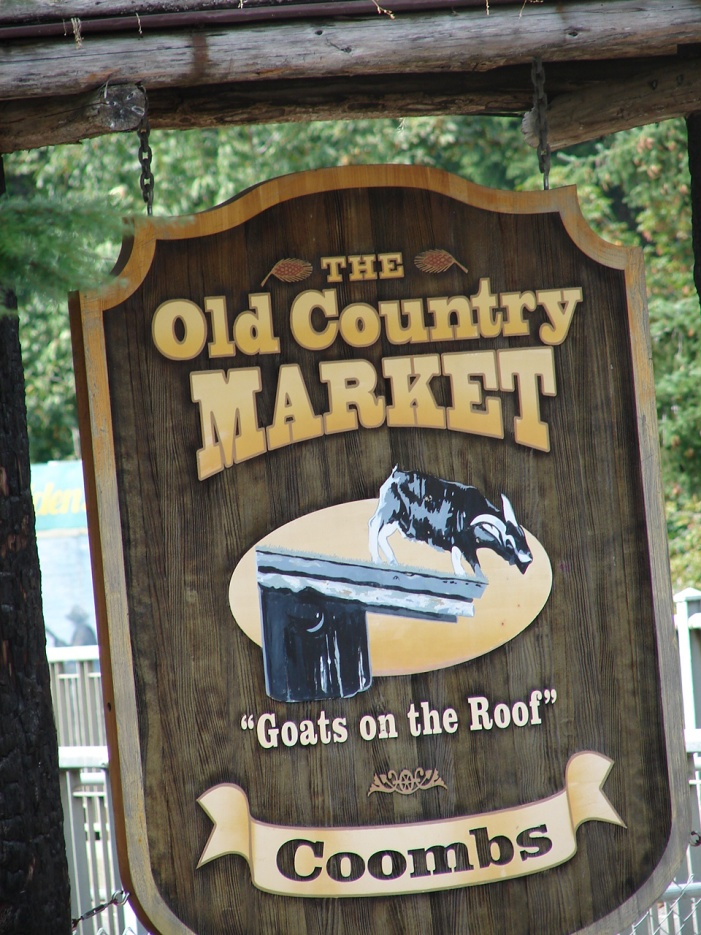 THE
Old Country
MARKET
“Goats on the Roof”
Coombs